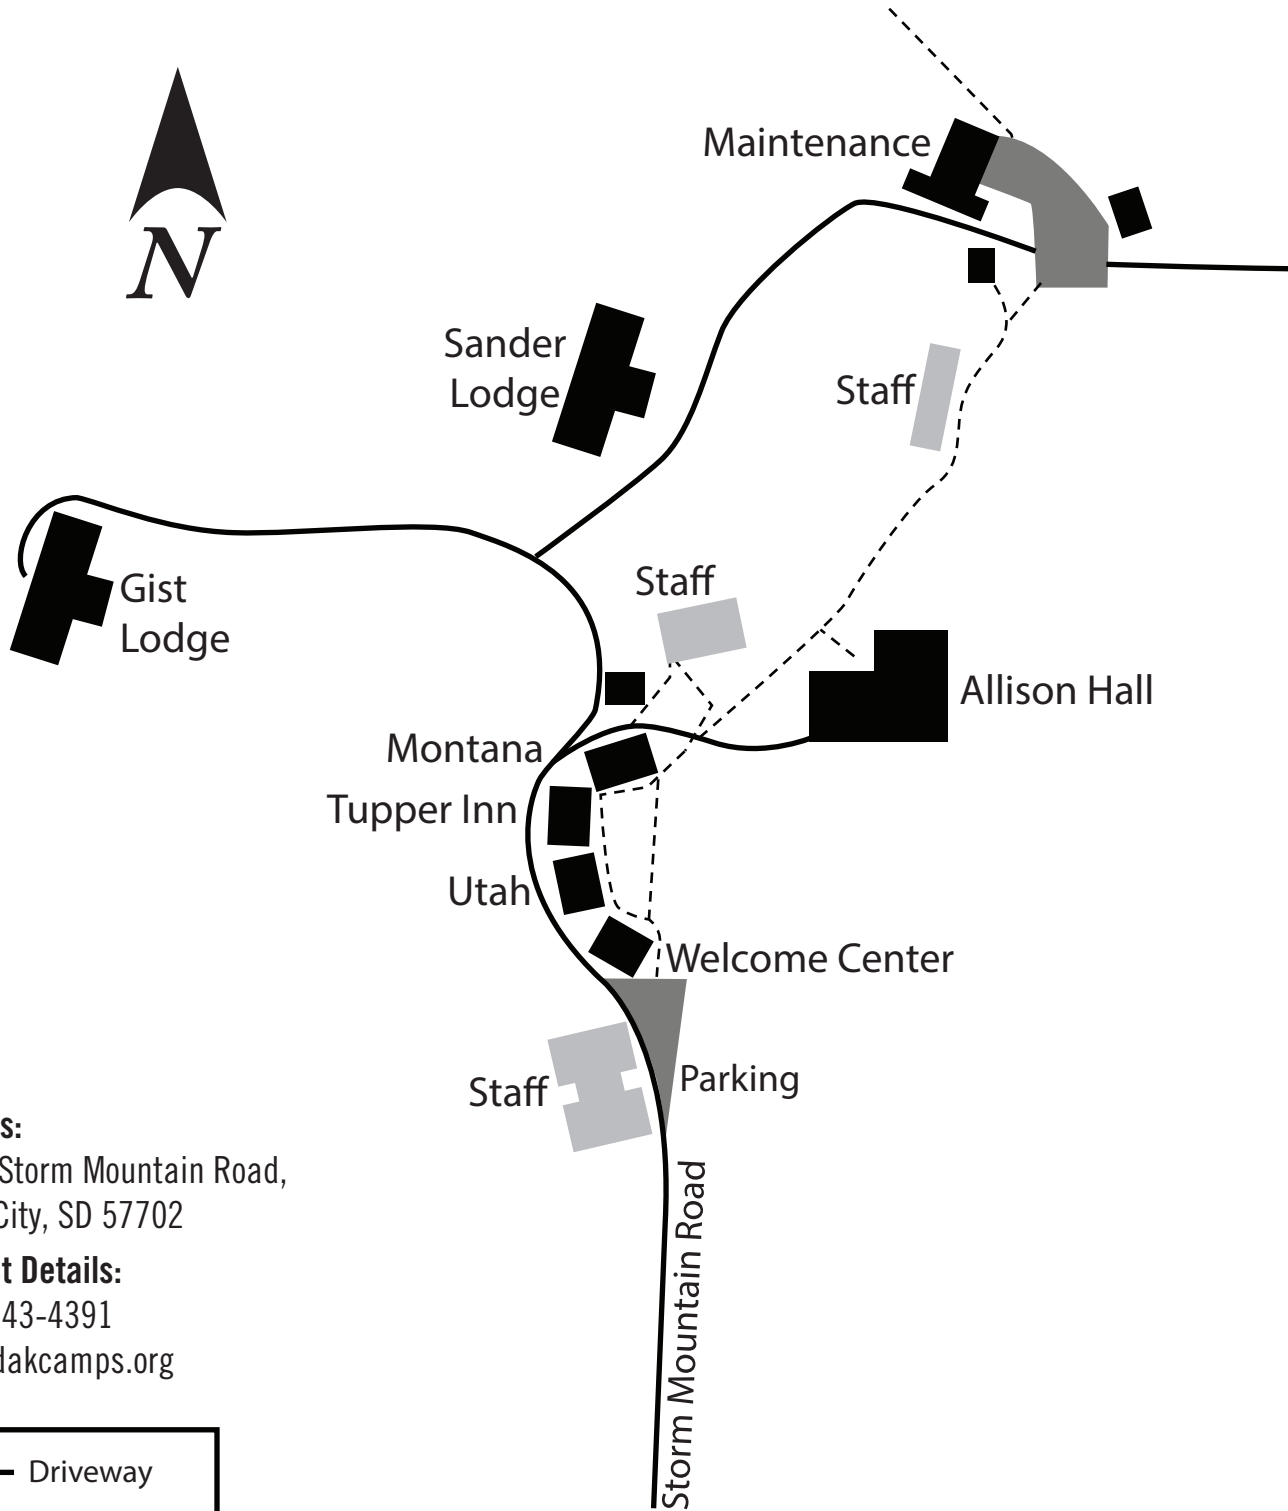 N
Maintenance
Sander
Lodge
Staff
Gist
Lodge
Staff
Allison Hall
Montana
Tupper Inn
Utah
Welcome Center
Staff
Parking
Storm Mountain Road
s:
Storm Mountain Road,
City, SD 57702
t Details:
43-4391
dakcamps.org
Driveway